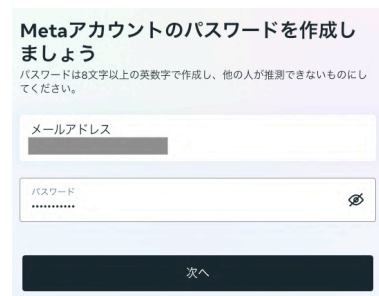 Metaアカウントのパスワードを作成し
ましょう
パスワードは8文字以上の英数字で作成し、他の人が推測できないものにし
てください。
メールアドレス
パスワード
•••••••••••
次へ